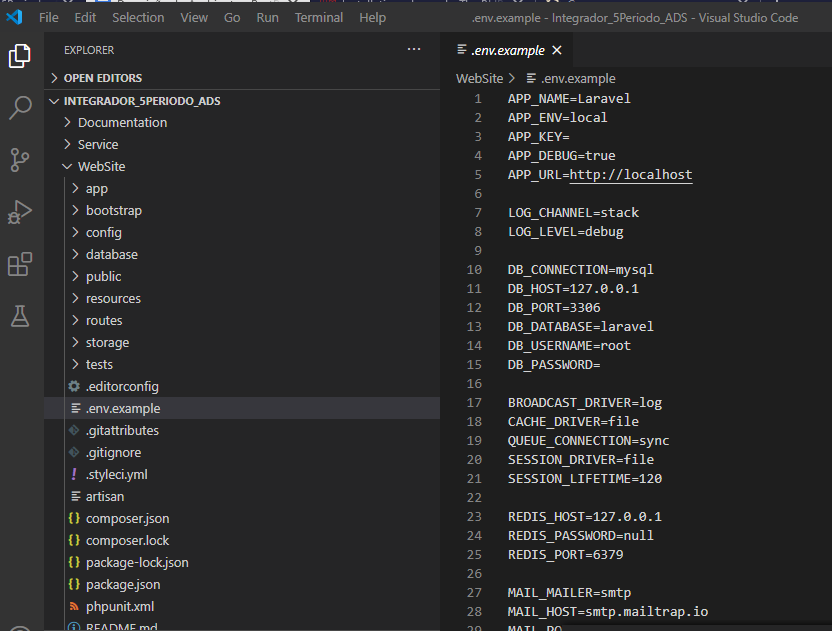 File Edit Selection View Go Run Terminal Help .env.example - Integrador_5Periodo_ADS - Visual Studio Code
EXPLORER
OPEN EDITORS
INTEGRADOR_5PERIODO_ADS
Documentation
Service
WebSite
app
bootstrap
config
database
public
resources
routes
storage
tests
.editorconfig
.env.example
.gitattributes
.gitignore
.styleci.yml
artisan
composer.json
composer.lock
package-lock.json
package.json
phpunit.xml
README.md
.env.example
WebSite > .env.example
1 APP_NAME=Laravel
2 APP_ENV=local
3 APP_KEY=
4 APP_DEBUG=true
5 APP_URL=http://localhost
6
7 LOG_CHANNEL=stack
8 LOG_LEVEL=debug
9
10 DB_CONNECTION=mysql
11 DB_HOST=127.0.0.1
12 DB_PORT=3306
13 DB_DATABASE=laravel
14 DB_USERNAME=root
15 DB_PASSWORD=
16
17 BROADCAST_DRIVER=log
18 CACHE_DRIVER=file
19 QUEUE_CONNECTION=sync
20 SESSION_DRIVER=file
21 SESSION_LIFETIME=120
22
23 REDIS_HOST=127.0.0.1
24 REDIS_PASSWORD=null
25 REDIS_PORT=6379
26
27 MAIL_MAILER=smtp
28 MAIL_HOST=smtp.mailtrap.io
29 MAIL_PO